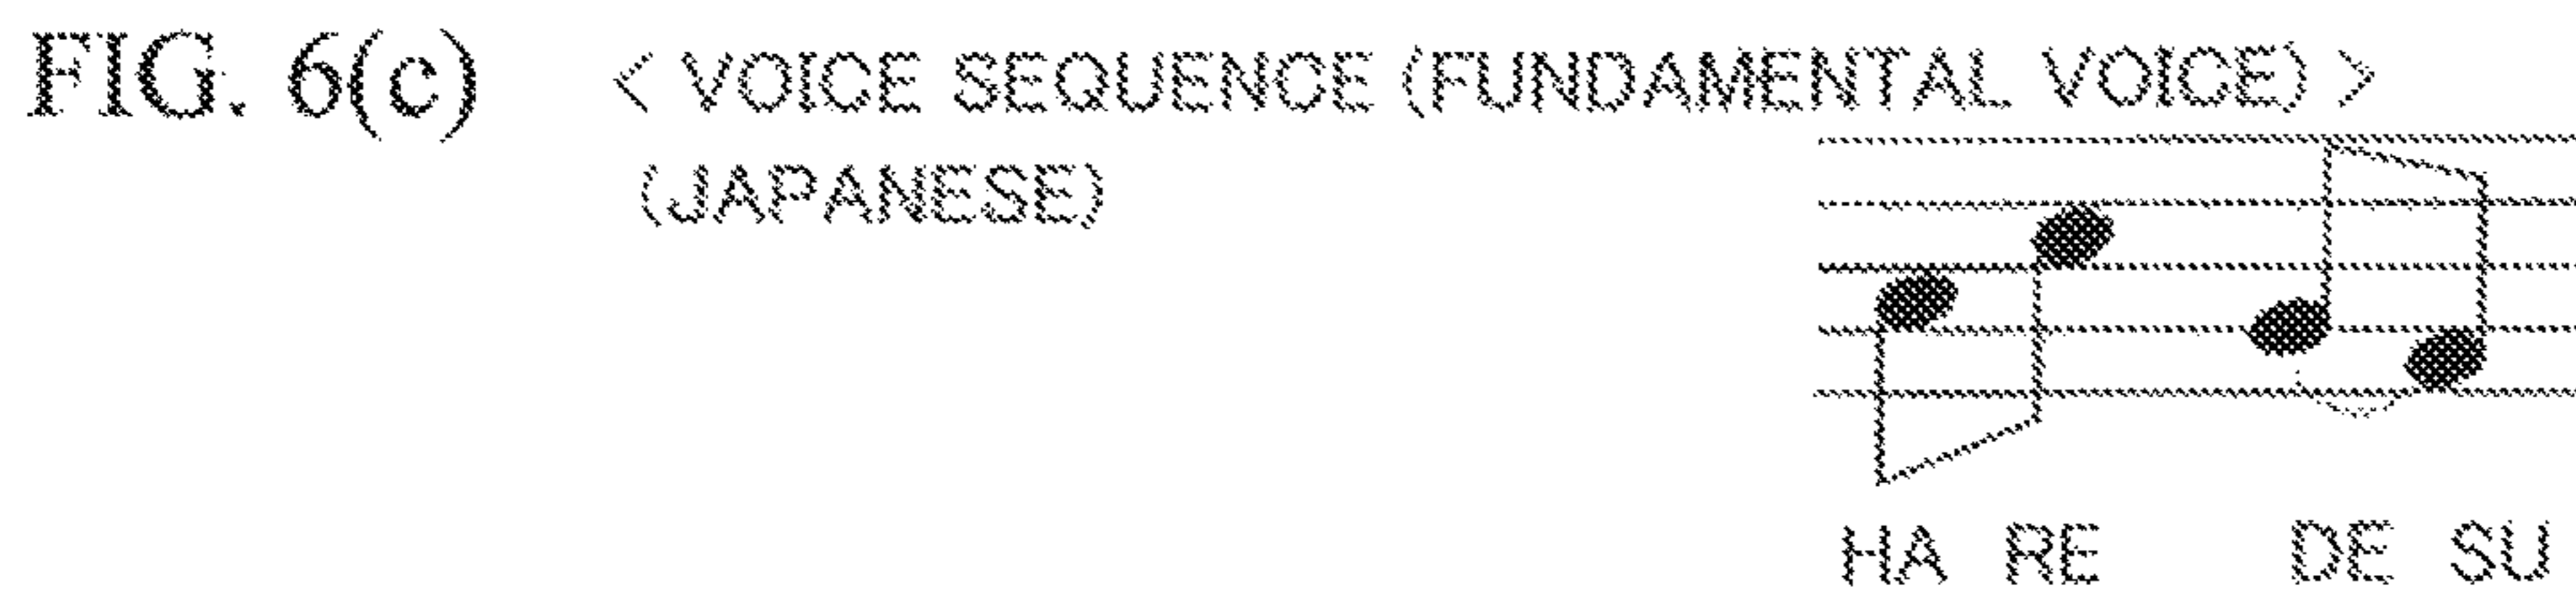 FIG. 6(c) < VOICE SEQUENCE (FUNDAMENTAL VOICE) >
(JAPANESE)
HA RE DE SU